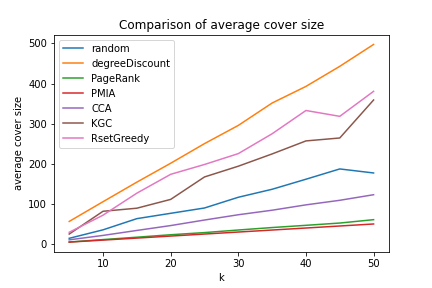 Comparison of average cover size
500
400
300
200
100
0
average cover size
random
degreeDiscount
PageRank
PMIA
CCA
KGC
RsetGreedy
10
20
30
40
50
k